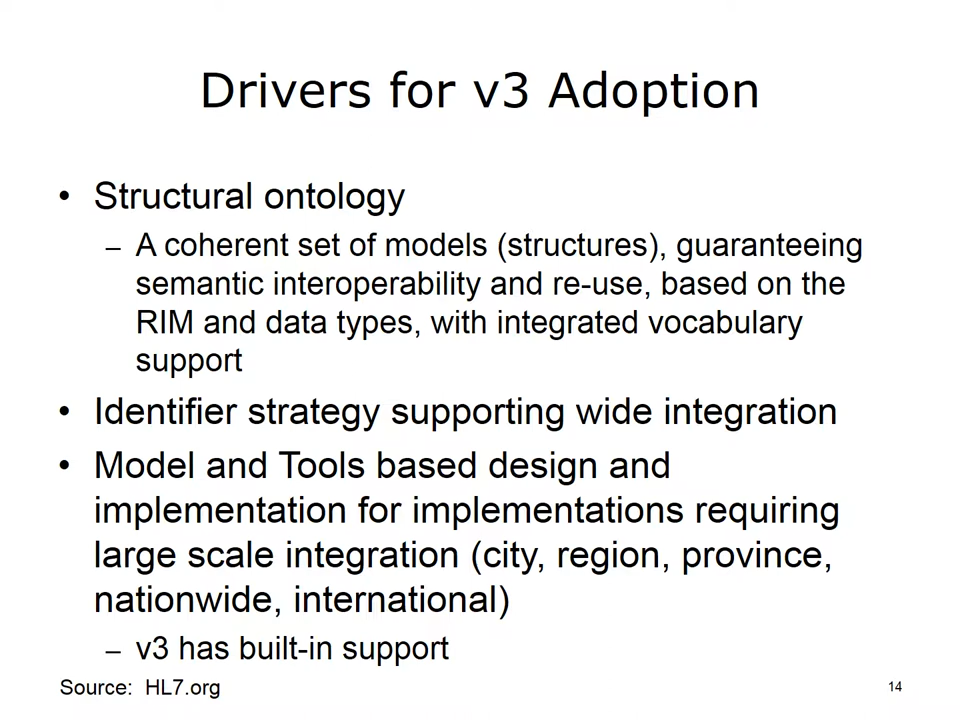 Drivers for v3 Adoption
• Structural ontology
– A coherent set of models (structures), guaranteeing
semantic interoperability and re-use, based on the
RIM and data types, with integrated vocabulary
support
• Identifier strategy supporting wide integration
• Model and Tools based design and
implementation for implementations requiring
large scale integration (city, region, province,
nationwide, international)
– v3 has built-in support
Source:  HL7.org
14